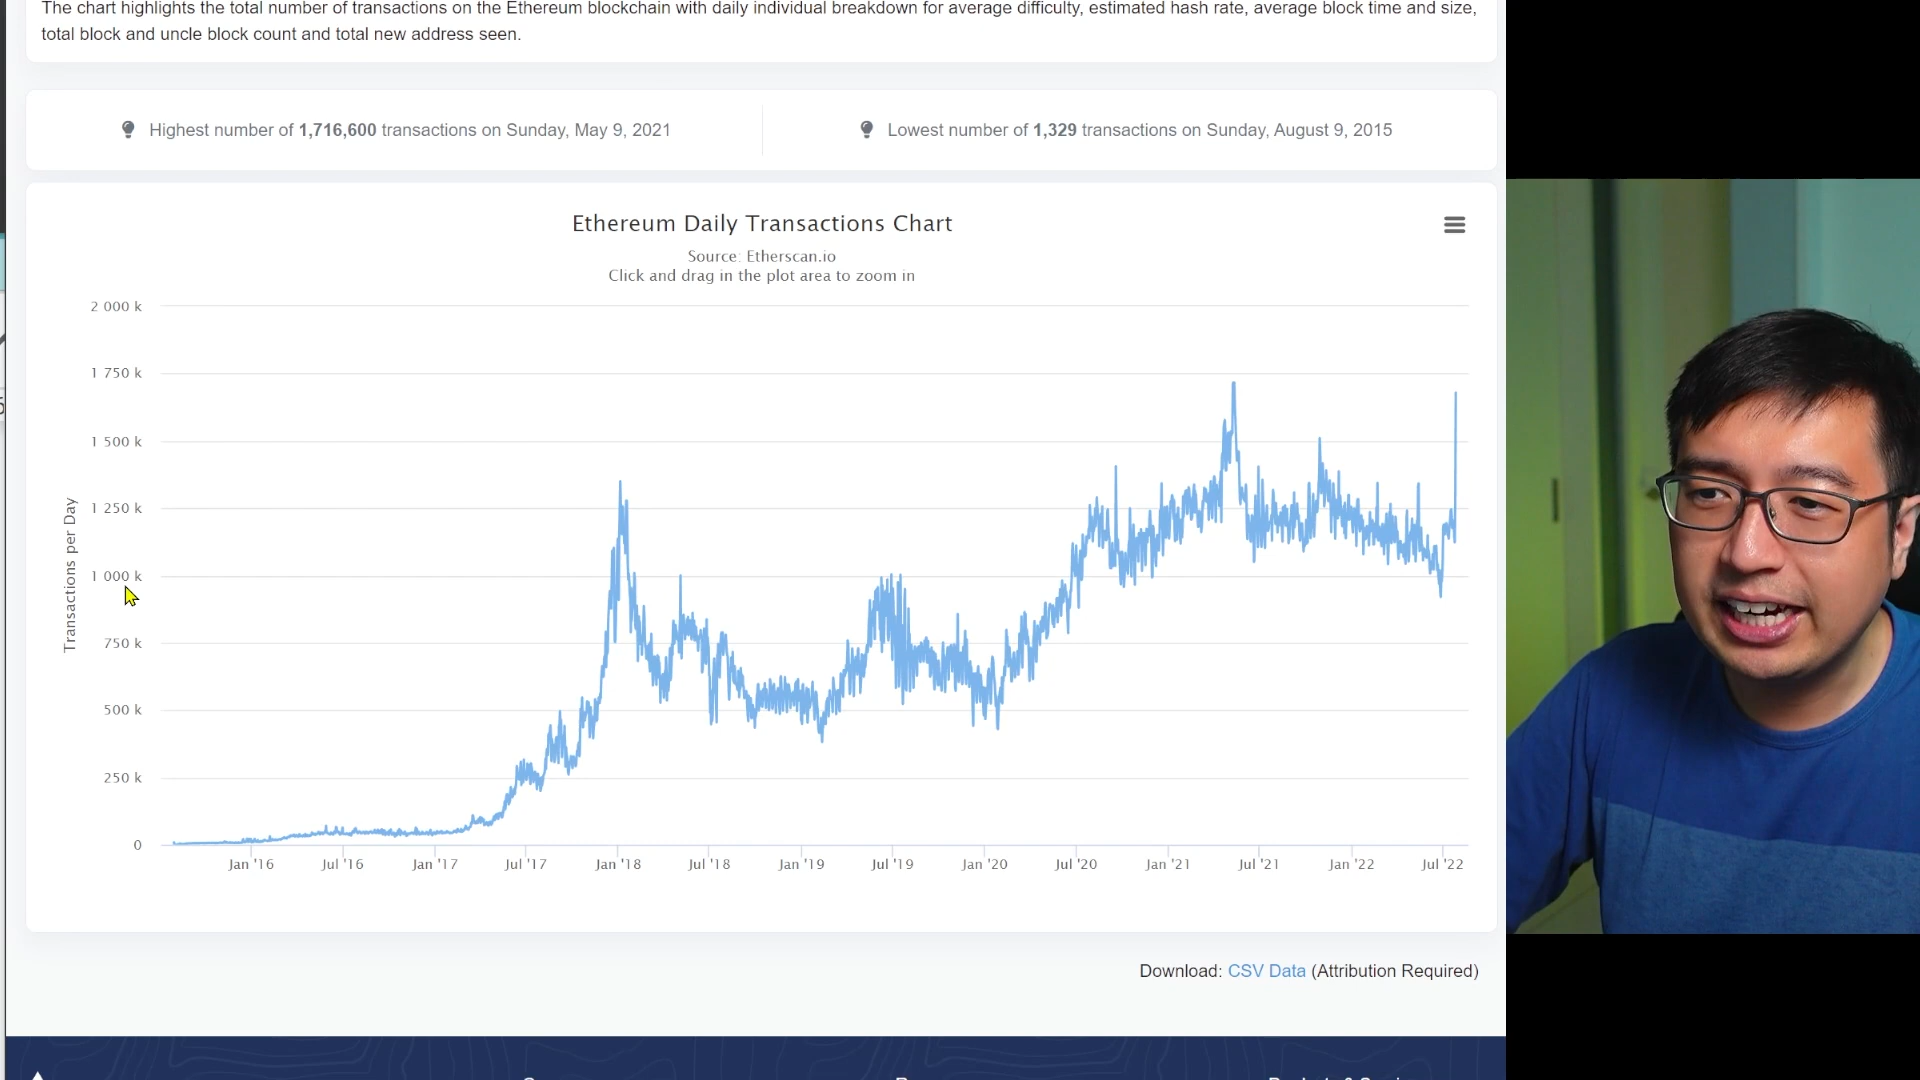 The chart highlights the total number of transactions on the Ethereum blockchain with daily individual breakdown for average difficulty, estimated hash rate, average block time and size,
total block and uncle block count and total new address seen.
Highest number of 1,716,600 transactions on Sunday, May 9, 2021
Lowest number of 1,329 transactions on Sunday, August 9, 2015
Ethereum Daily Transactions Chart
Source: Etherscan.io
Click and drag in the plot area to zoom in
Transactions per Day
2 000 k
1 750 k
1 500 k
1 250 k
1 000 k
750 k
500 k
250 k
0
Jan '16 Jul '16 Jan '17 Jul '17 Jan '18 Jul '18 Jan '19 Jul '19 Jan '20 Jul '20 Jan '21 Jul '21 Jan '22 Jul '22
Download: CSV Data (Attribution Required)